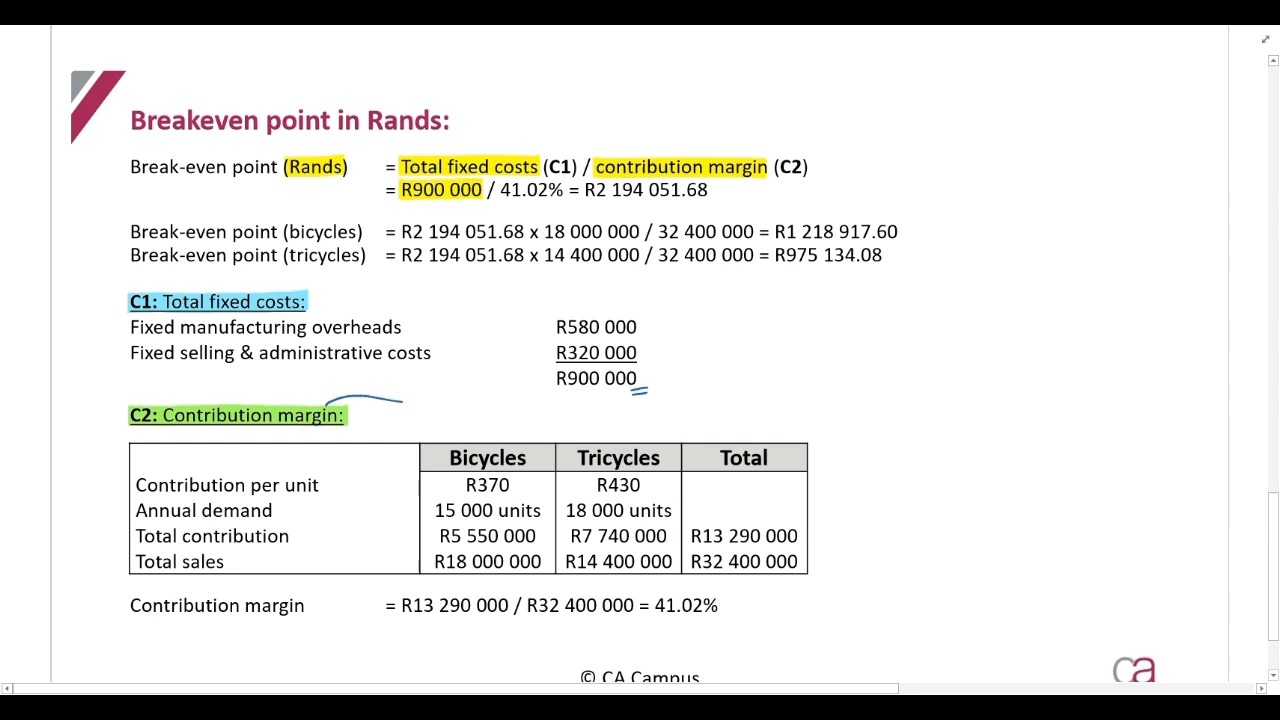 Breakeven point in Rands:
Break-even point (Rands) = Total fixed costs (C1) / contribution margin (C2)
= R900 000 / 41.02% = R2 194 051.68
Break-even point (bicycles) = R2 194 051.68 x 18 000 000 / 32 400 000 = R1 218 917.60
Break-even point (tricycles) = R2 194 051.68 x 14 400 000 / 32 400 000 = R975 134.08
C1: Total fixed costs:
Fixed manufacturing overheads R580 000
Fixed selling & administrative costs R320 000
R900 000
C2: Contribution margin:
Bicycles Tricycles Total
Contribution per unit R370 R430
Annual demand 15 000 units 18 000 units
Total contribution R5 550 000 R7 740 000 R13 290 000
Total sales R18 000 000 R14 400 000 R32 400 000
Contribution margin = R13 290 000 / R32 400 000 = 41.02%
© CA Campus
ca